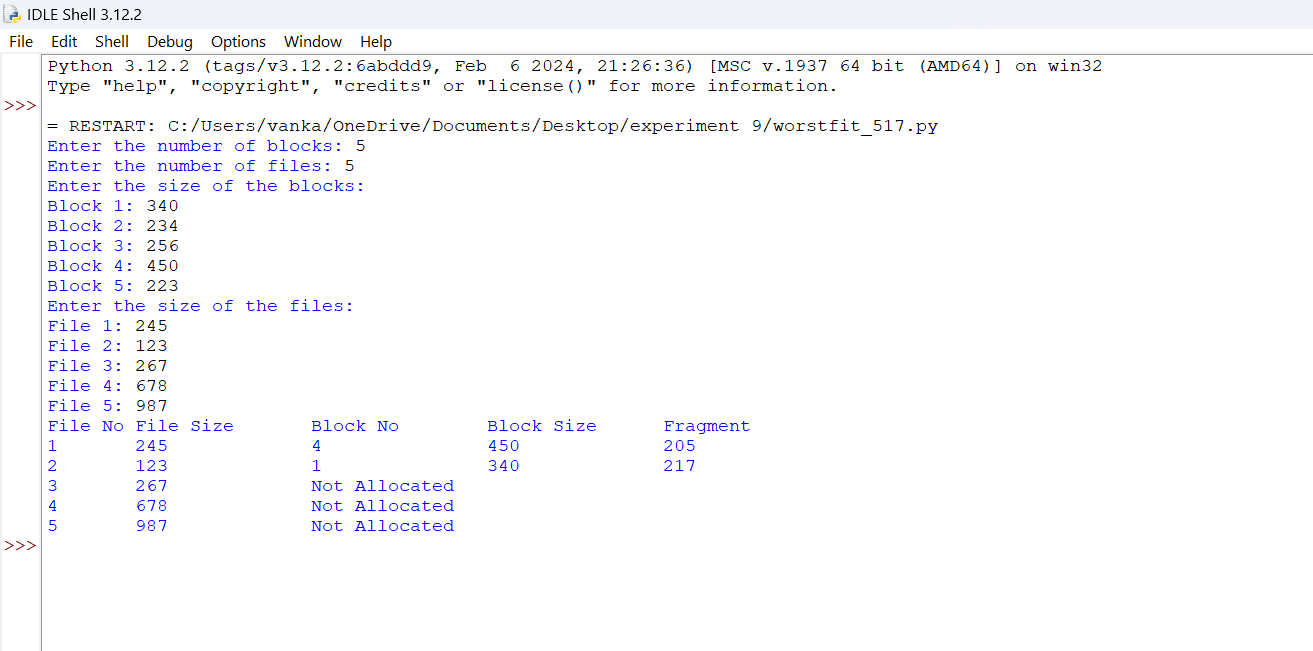 IDLE Shell 3.12.2
File Edit Shell Debug Options Window Help
Python 3.12.2 (tags/v3.12.2:6abddd9, Feb  6 2024, 21:26:36) [MSC v.1937 64 bit (AMD64)] on win32
Type "help", "copyright", "credits" or "license()" for more information.
>>>
= RESTART: C:/Users/vanka/OneDrive/Documents/Desktop/experiment 9/worstfit_517.py
Enter the number of blocks: 5
Enter the number of files: 5
Enter the size of the blocks:
Block 1: 340
Block 2: 234
Block 3: 256
Block 4: 450
Block 5: 223
Enter the size of the files:
File 1: 245
File 2: 123
File 3: 267
File 4: 678
File 5: 987
File No File Size       Block No        Block Size      Fragment
1       245             4               450             205
2       123             1               340             217
3       267             Not Allocated
4       678             Not Allocated
5       987             Not Allocated
>>>